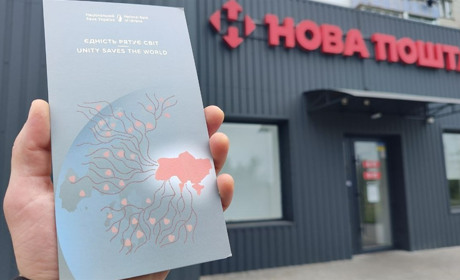 ЄДНІСТЬ РЯТУЄ СВІТ
UNITY SAVES THE WORLD
НОВА ПОШТА